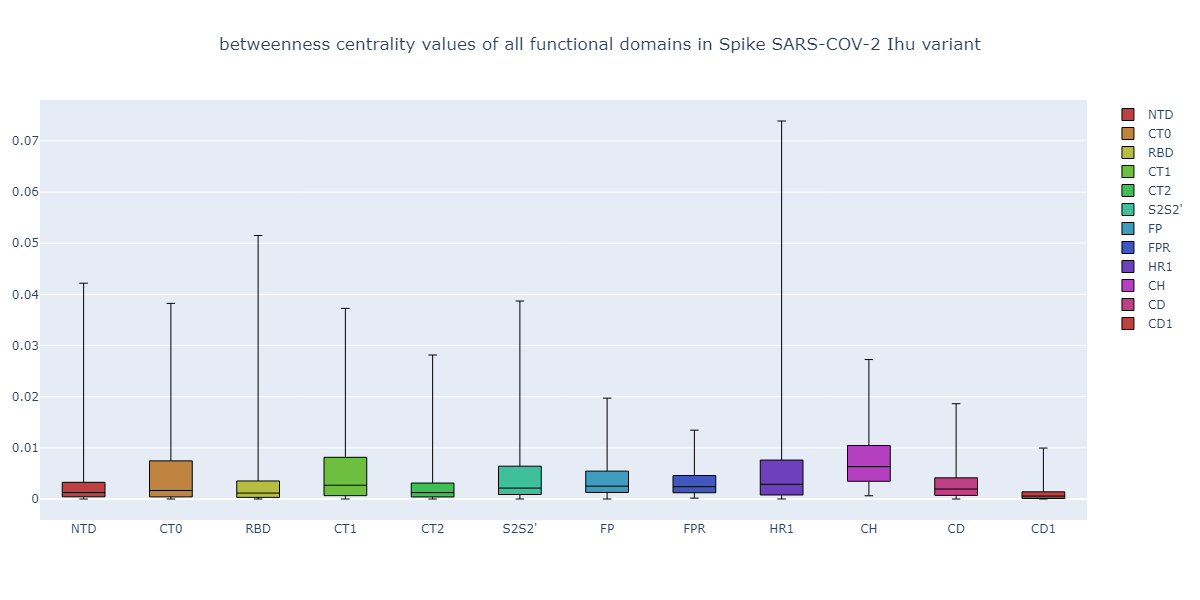 betweenness centrality values of all functional domains in Spike SARS-COV-2 Ihu variant
0.07
0.06
0.05
0.04
0.03
0.02
0.01
0
NTD CT0 RBD CT1 CT2 S2S2' FP FPR HR1 CH CD CD1
NTD
CT0
RBD
CT1
CT2
S2S2'
FP
FPR
HR1
CH
CD
CD1